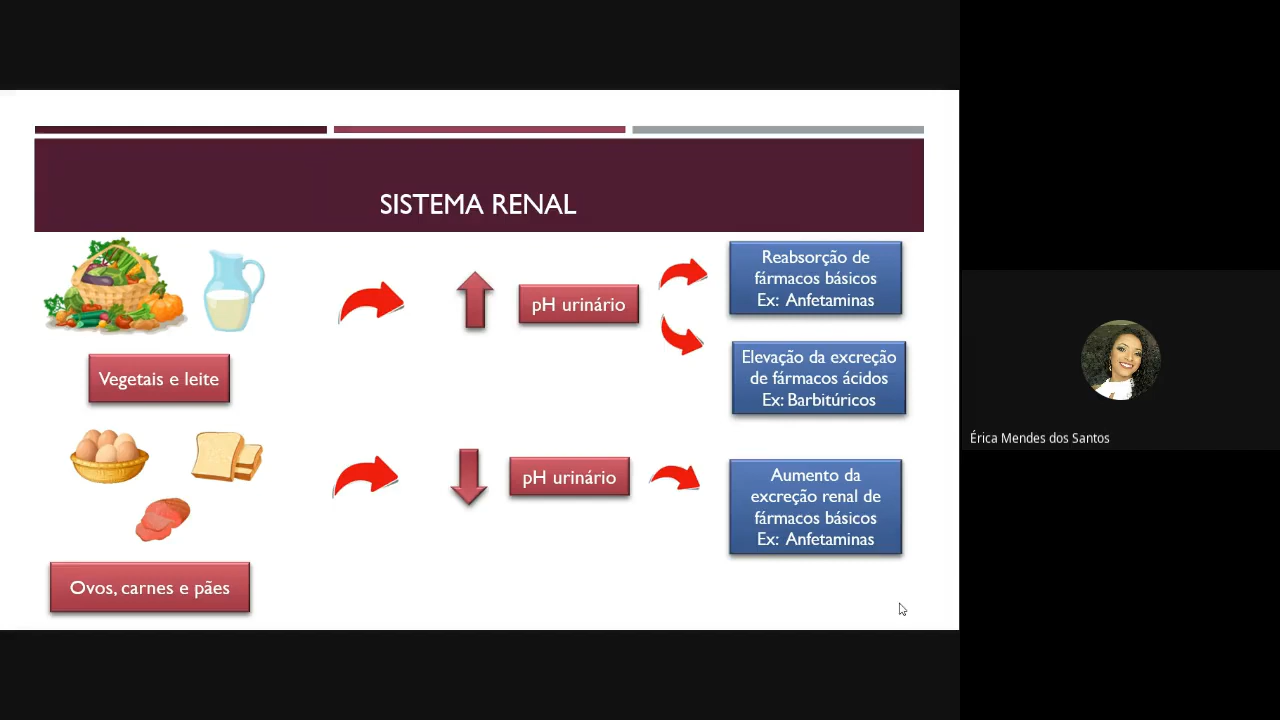 SISTEMA RENAL
Vegetais e leite
pH urinário
Reabsorção de
fármacos básicos
Ex: Anfetaminas
Elevação da excreção
de fármacos ácidos
Ex: Barbitúricos
Ovos, carnes e pães
pH urinário
Aumento da
excreção renal de
fármacos básicos
Ex: Anfetaminas
Érica Mendes dos Santos